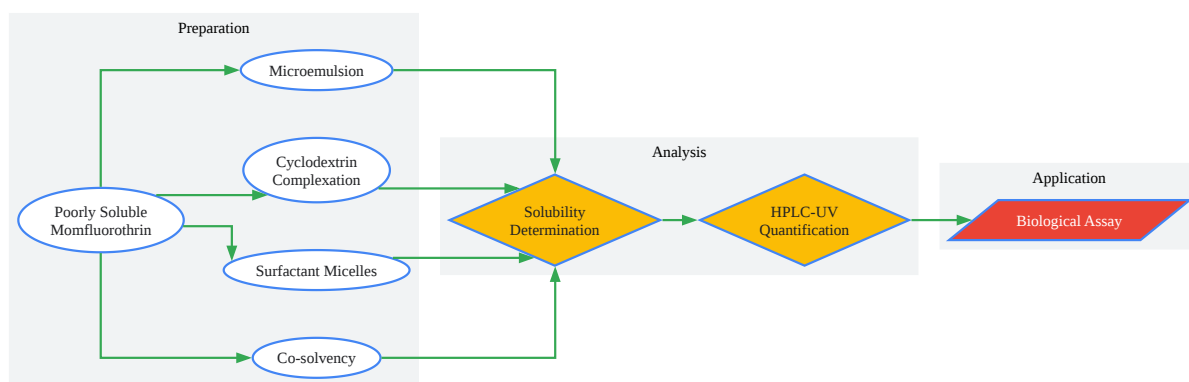 Preparation
Microemulsion
Cyclodextrin
Complexation
Poorly Soluble
Momfluorothrin
Surfactant Micelles
Co-solvency
Analysis
Solubility
Determination
HPLC-UV
Quantification
Application
Biological Assay